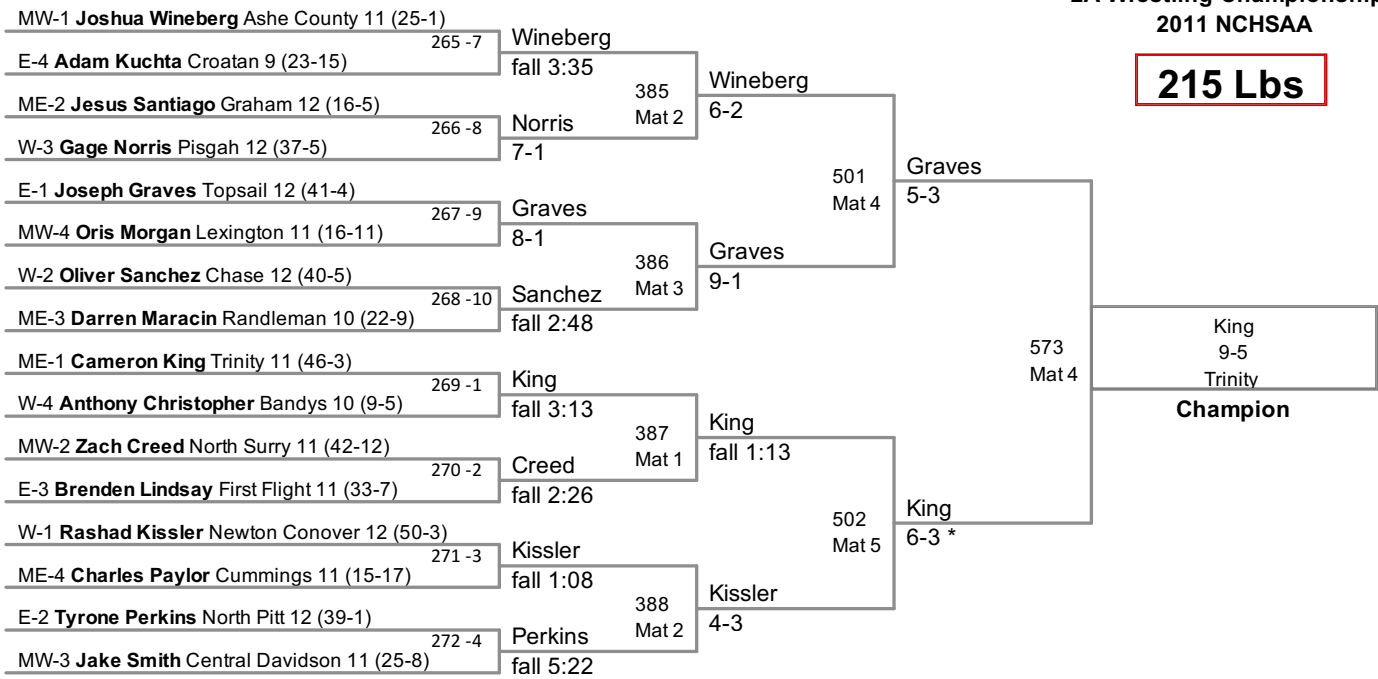 2A Wrestling Championship
2011 NCHSAA
215 Lbs
MW-1 Joshua Wineberg Ashe County 11 (25-1)
265 -7
E-4 Adam Kuchta Croatan 9 (23-15)
Wineberg
fall 3:35
ME-2 Jesus Santiago Graham 12 (16-5)
266 -8
W-3 Gage Norris Pisgah 12 (37-5)
Norris
7-1
385
Mat 2
Wineberg
6-2
E-1 Joseph Graves Topsail 12 (41-4)
267 -9
MW-4 Oris Morgan Lexington 11 (16-11)
Graves
8-1
W-2 Oliver Sanchez Chase 12 (40-5)
268 -10
ME-3 Darren Maracin Randleman 10 (22-9)
Sanchez
fall 2:48
386
Mat 3
Graves
9-1
501
Mat 4
Graves
5-3
ME-1 Cameron King Trinity 11 (46-3)
269 -1
W-4 Anthony Christopher Bandys 10 (9-5)
King
fall 3:13
MW-2 Zach Creed North Surry 11 (42-12)
270 -2
E-3 Brenden Lindsay First Flight 11 (33-7)
Creed
fall 2:26
387
Mat 1
King
fall 1:13
W-1 Rashad Kissler Newton Conover 12 (50-3)
271 -3
ME-4 Charles Paylor Cummings 11 (15-17)
Kissler
fall 1:08
E-2 Tyrone Perkins North Pitt 12 (39-1)
272 -4
MW-3 Jake Smith Central Davidson 11 (25-8)
Perkins
fall 5:22
388
Mat 2
Kissler
4-3
502
Mat 5
King
6-3 *
573
Mat 4
King
9-5
Trinity
Champion